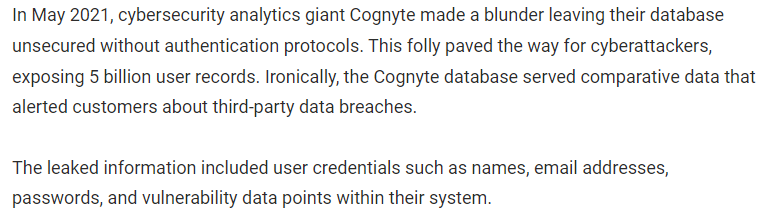 In May 2021, cybersecurity analytics giant Cognyte made a blunder leaving their database
unsecured without authentication protocols. This folly paved the way for cyberattackers,
exposing 5 billion user records. Ironically, the Cognyte database served comparative data that
alerted customers about third-party data breaches.
The leaked information included user credentials such as names, email addresses,
passwords, and vulnerability data points within their system.